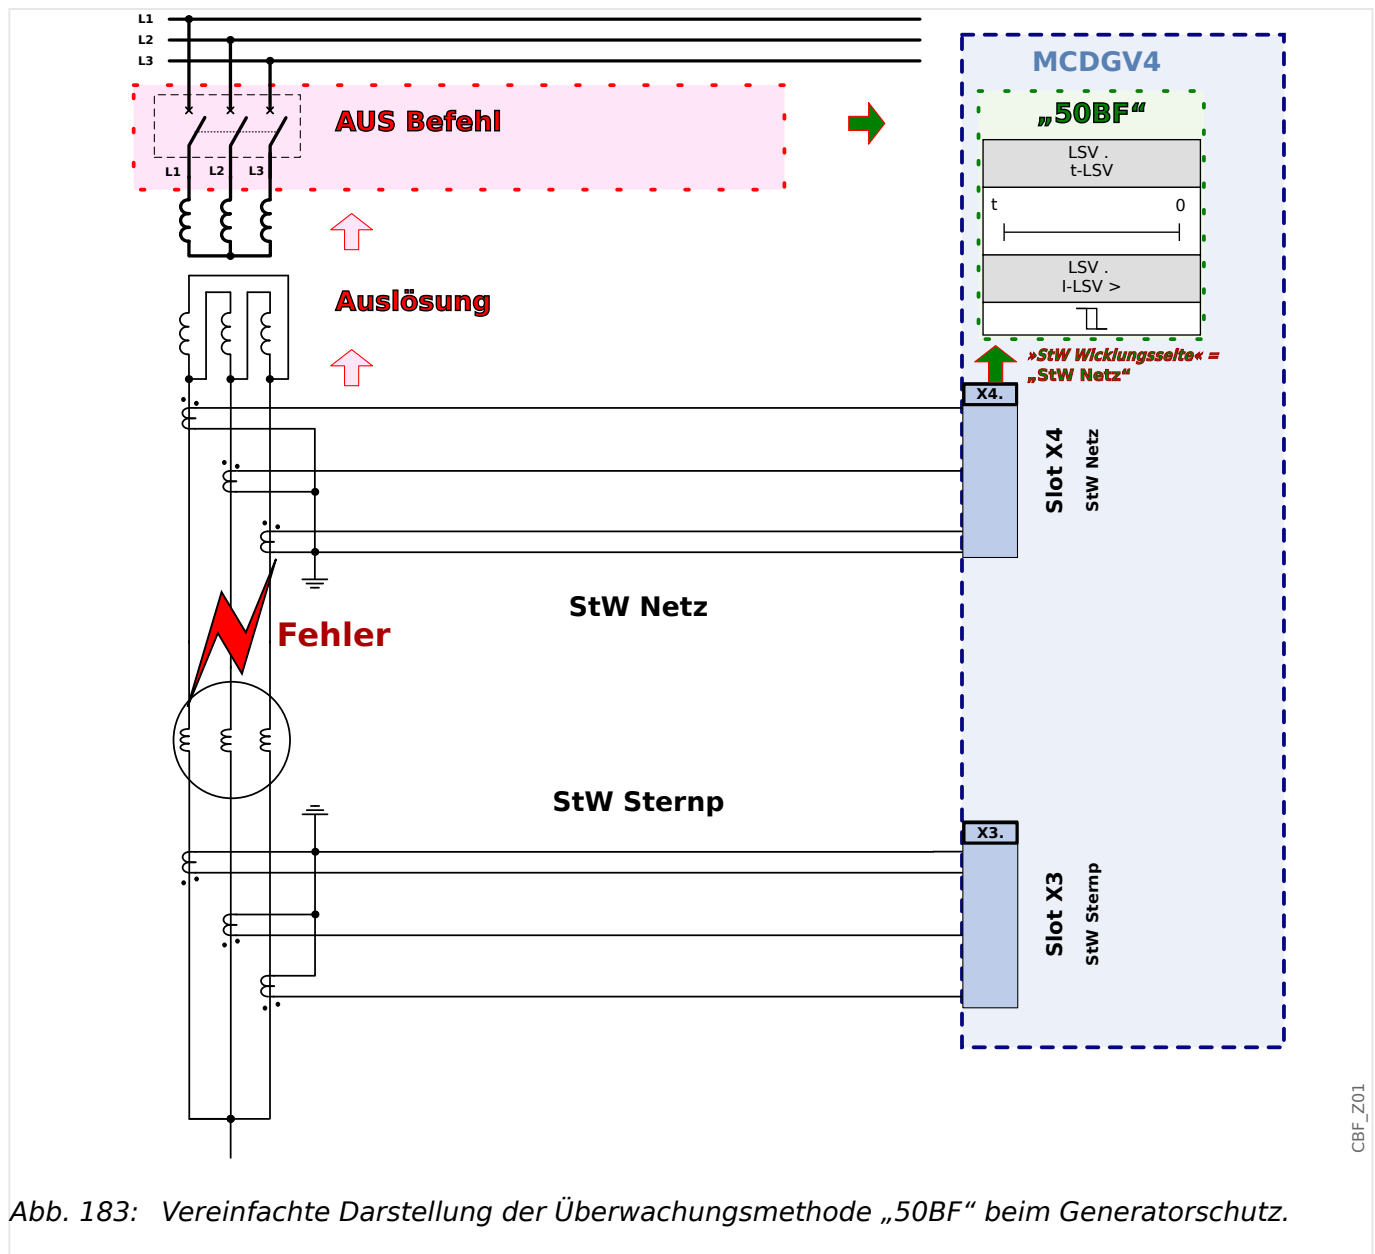 L1
L2
L3
MCDGV4
AUS Befehl
L1 L2 L3
„50BF“
LSV .
t-LSV
t 0
LSV .
I-LSV >
Auslösung
»StW Wicklungsseite« =
„StW Netz“
X4.
Slot X4
StW Netz
StW Netz
Fehler
StW Sternp
X3.
Slot X3
StW Sternp
CBF_Z01
Abb. 183: Vereinfachte Darstellung der Überwachungsmethode „50BF“ beim Generatorschutz.